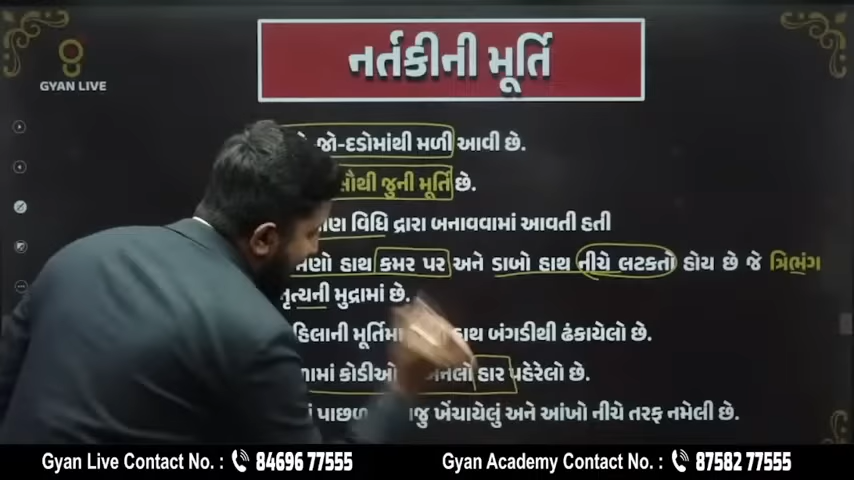 GYAN LIVE
નર્તકીની મૂર્તિ
જો-દડોમાંથી મળી આવી છે.
સૌથી જુની મૂર્તિ છે.
વિધિ દ્વારા બનાવવામાં આવતી હતી
હાથ કમર પર અને ડાબો હાથ નીચે લટકતો હોય છે જે ત્રિભંગ
નૃત્યની મુદ્રામાં છે.
હાથ બંગડીથી ઢંકાયેલો છે.
હાર પહેરેલો છે.
પાછળ ખેંચાયેલું અને આંખો નીચે તરફ નમેલી છે.
Gyan Live Contact No. : 84696 77555 Gyan Academy Contact No. : 87582 77555